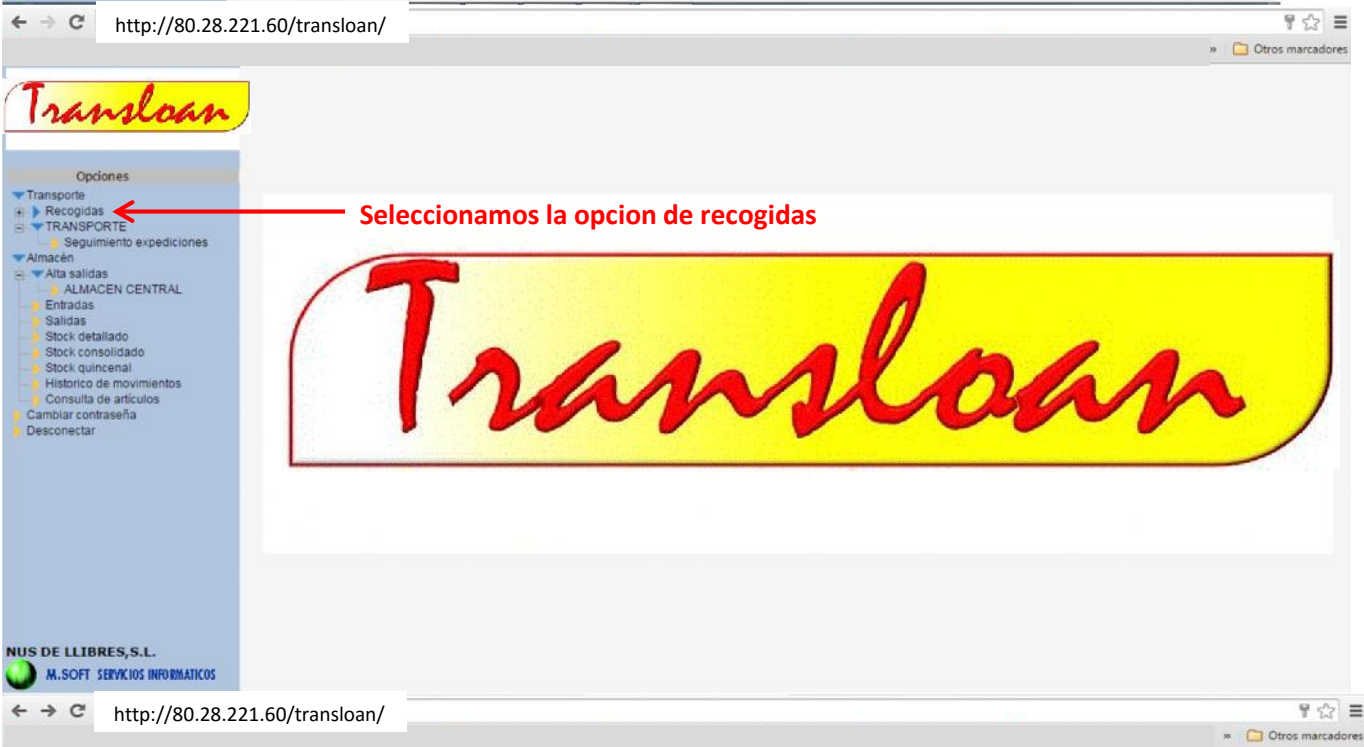 http://80.28.221.60/transloan/
» Otros marcadores
Transloan
Opciones
Transporte
Recogidas
Seleccionamos la opcion de recogidas
TRANSPORTE
Seguimiento expediciones
Almacén
Alta salidas
ALMACEN CENTRAL
Entradas
Salidas
Stock detallado
Stock consolidado
Stock quincenal
Historico de movimientos
Consulta de artículos
Cambiar contraseña
Desconectar
Transloan
NUS DE LLIBRES,S.L.
M.SOFT SERVICIOS INFORMATICOS
http://80.28.221.60/transloan/
» Otros marcadores